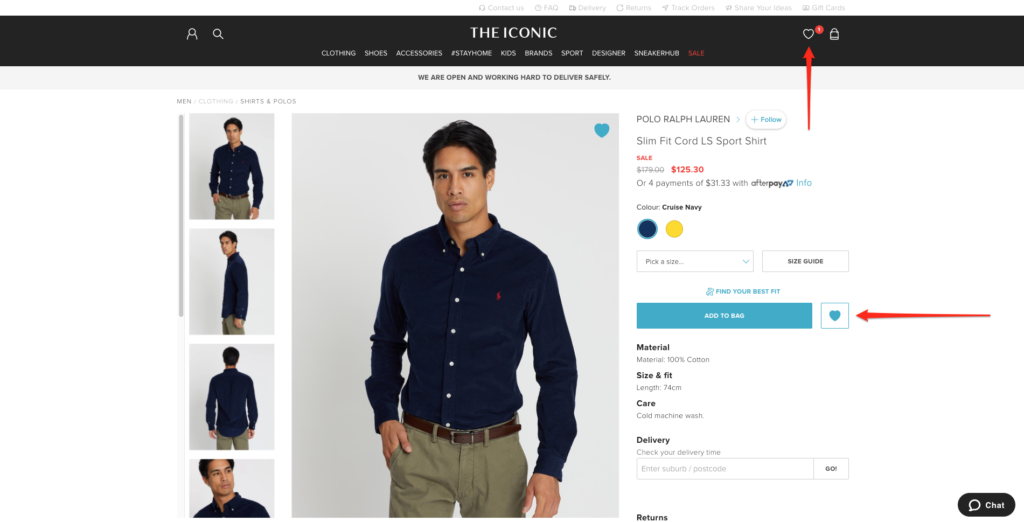 Contact us FAQ Delivery Returns Track Orders Share Your Ideas Gift Cards
THE ICONIC
1
CLOTHING SHOES ACCESSORIES #STAYHOME KIDS BRANDS SPORT DESIGNER SNEAKERHUB SALE
WE ARE OPEN AND WORKING HARD TO DELIVER SAFELY.
MEN / CLOTHING / SHIRTS & POLOS
POLO RALPH LAUREN + Follow
Slim Fit Cord LS Sport Shirt
SALE
$179.00 $125.30
Or 4 payments of $31.33 with afterpay Info
Colour: Cruise Navy
Pick a size... SIZE GUIDE
FIND YOUR BEST FIT
ADD TO BAG
Material
Material: 100% Cotton
Size & fit
Length: 74cm
Care
Cold machine wash.
Delivery
Check your delivery time
Enter suburb / postcode GO!
Chat
Returns